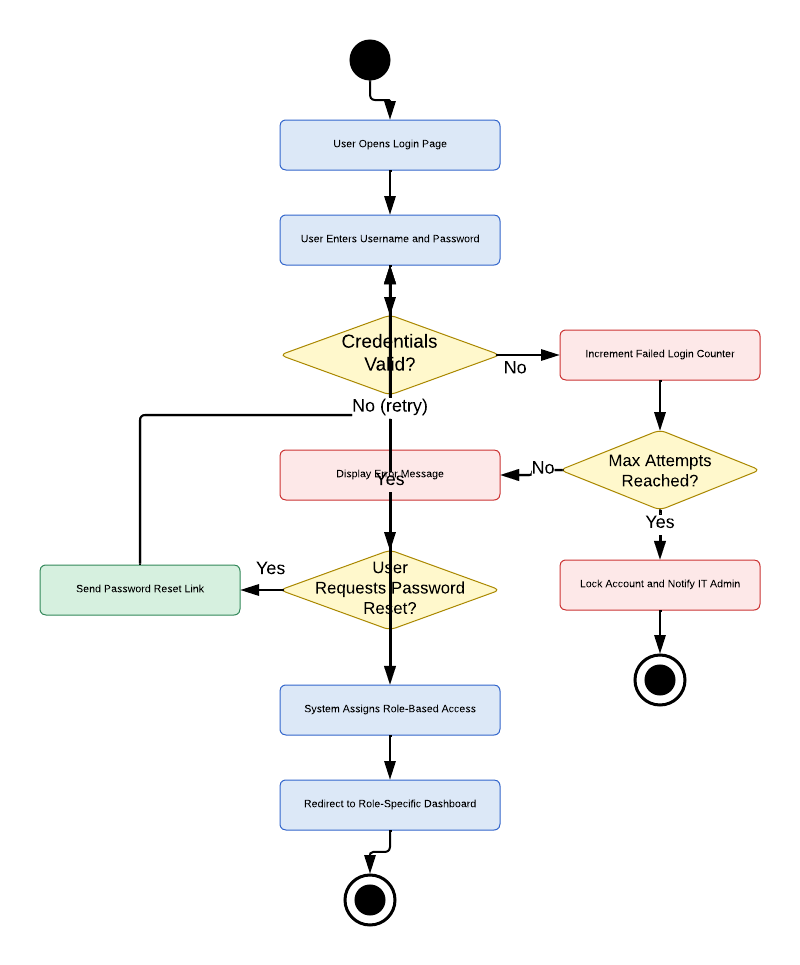 User Opens Login Page
User Enters Username and Password
Credentials
Valid?
No
Increment Failed Login Counter
No (retry)
Display Error Message
Yes
No
Max Attempts
Reached?
Yes
User
Requests Password
Reset?
Yes
Send Password Reset Link
Lock Account and Notify IT Admin
System Assigns Role-Based Access
Redirect to Role-Specific Dashboard